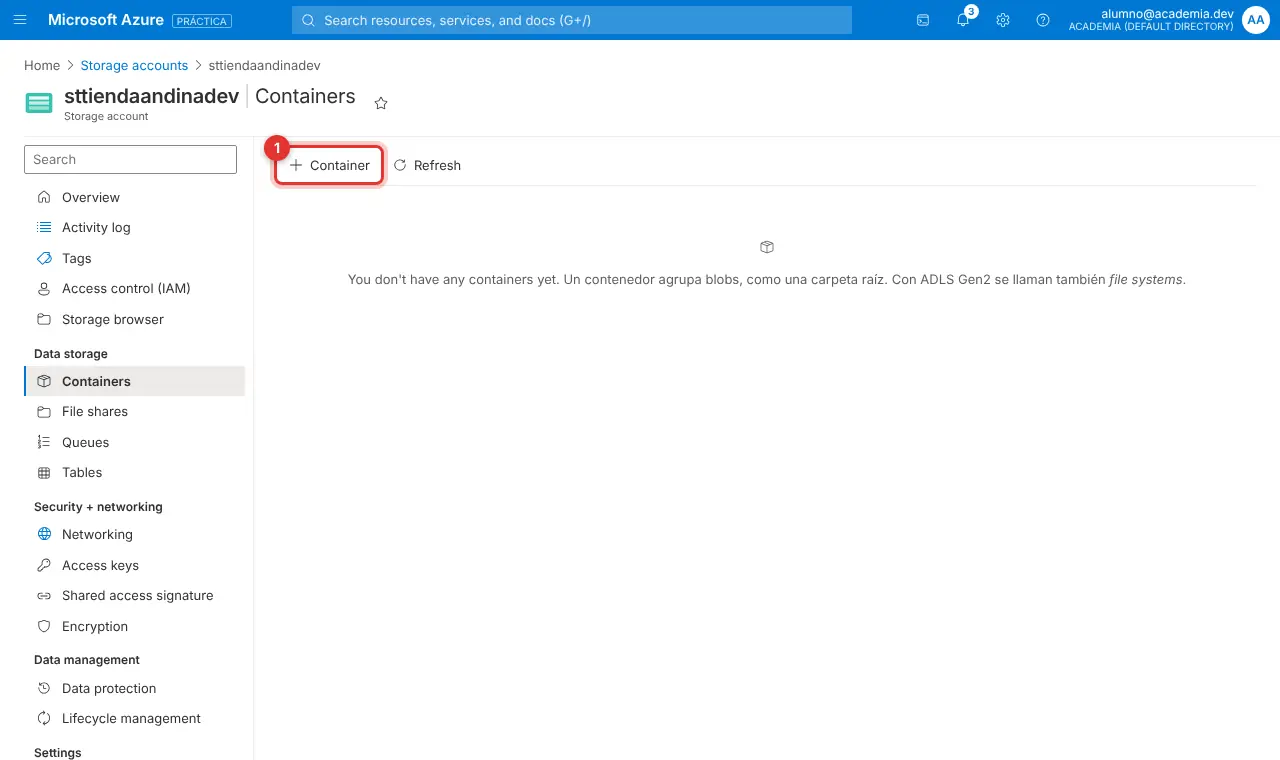 Microsoft Azure PRÁCTICA
Search resources, services, and docs (G+/)
3
alumno@academia.dev
ACADEMIA (DEFAULT DIRECTORY)
AA
Home > Storage accounts > sttiendaandinadev
sttiendaandinadev | Containers
Storage account
Search
Overview
Activity log
Tags
Access control (IAM)
Storage browser
Data storage
Containers
File shares
Queues
Tables
Security + networking
Networking
Access keys
Shared access signature
Encryption
Data management
Data protection
Lifecycle management
Settings
1
+ Container
Refresh
You don't have any containers yet. Un contenedor agrupa blobs, como una carpeta raíz. Con ADLS Gen2 se llaman también file systems.